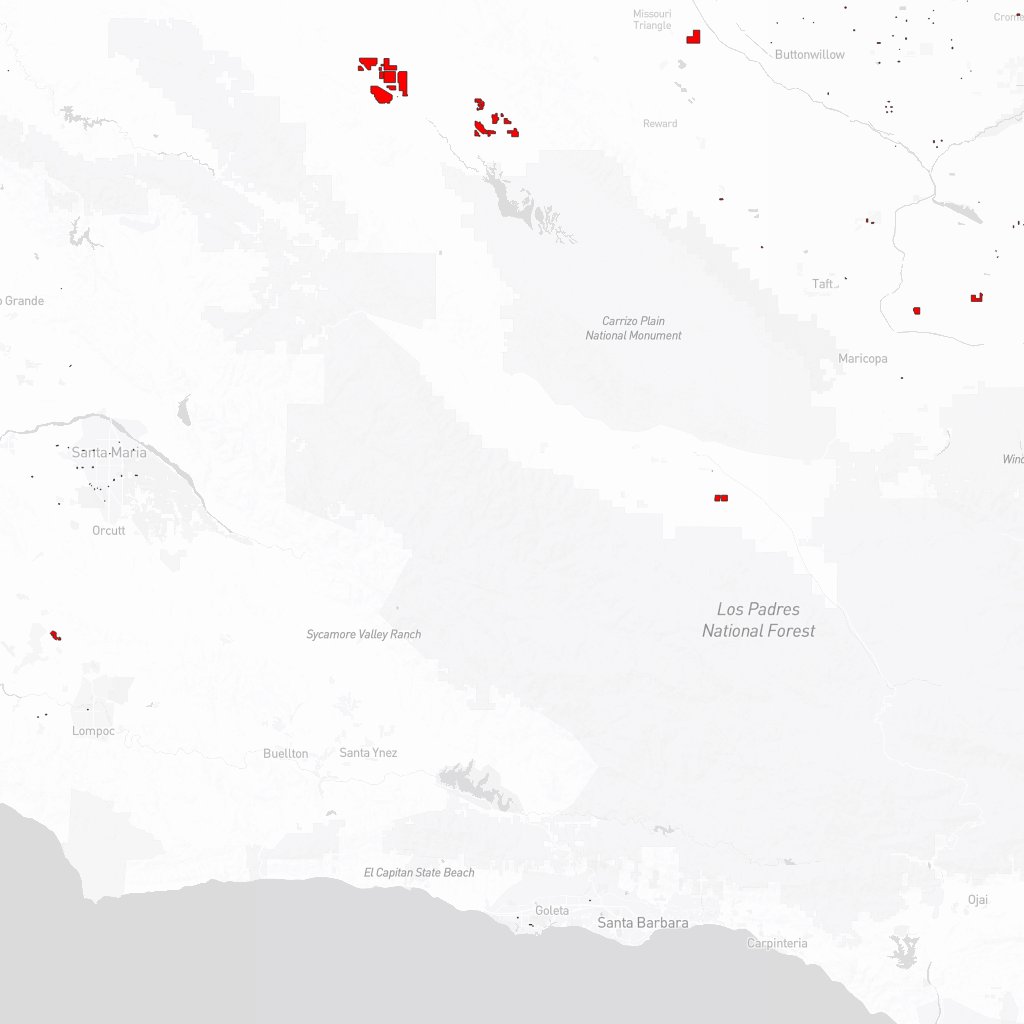 Missouri
Triangle
Crome
Buttonwillow
Reward
Taft
o Grande
Carrizo Plain
National Monument
Maricopa
Santa Maria
Wind
Orcutt
Los Padres
National Forest
Sycamore Valley Ranch
Lompoc
Buellton
Santa Ynez
El Capitan State Beach
Ojai
Goleta
Santa Barbara
Carpinteria